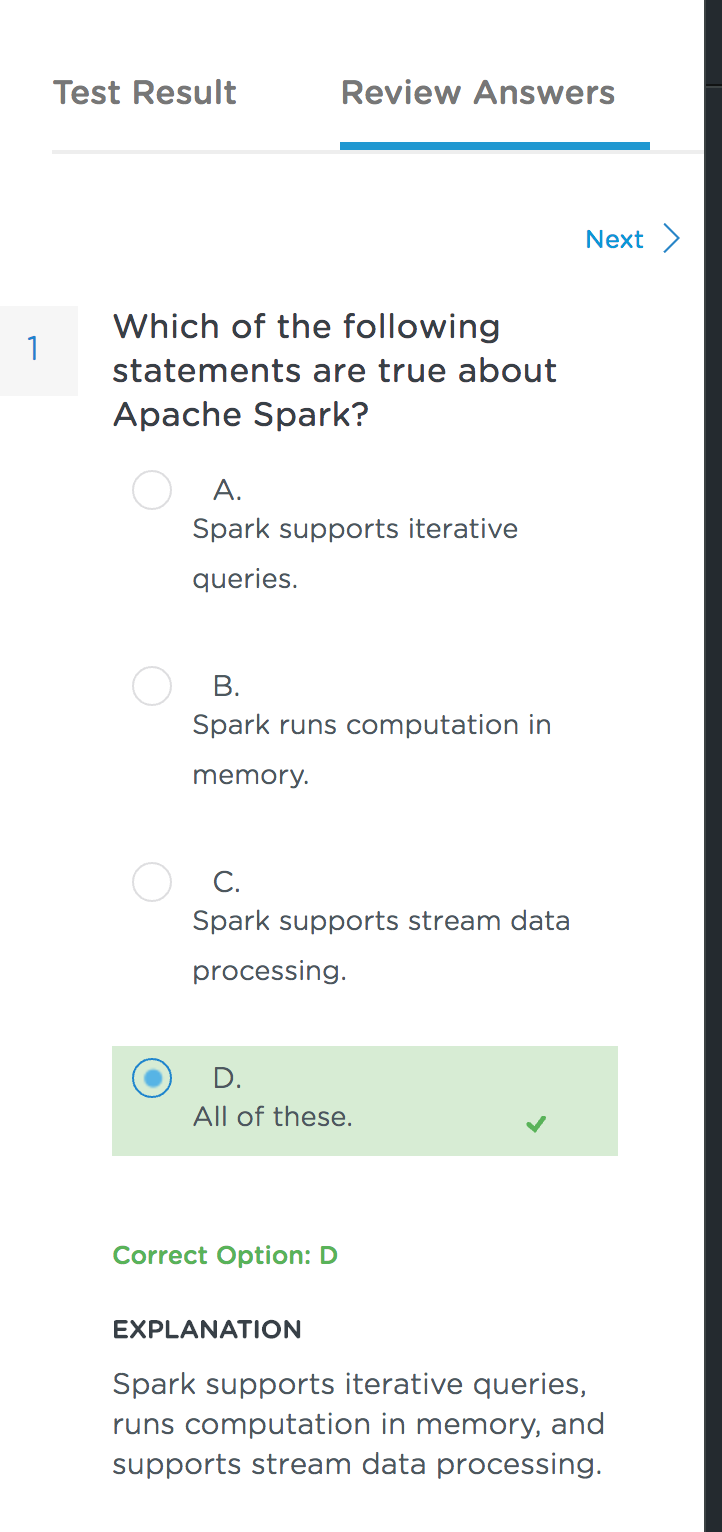 Test Result
Review Answers
Next
1
Which of the following
statements are true about
Apache Spark?
A.
Spark supports iterative
queries.
B.
Spark runs computation in
memory.
C.
Spark supports stream data
processing.
D.
All of these.
Correct Option: D
EXPLANATION
Spark supports iterative queries,
runs computation in memory, and
supports stream data processing.